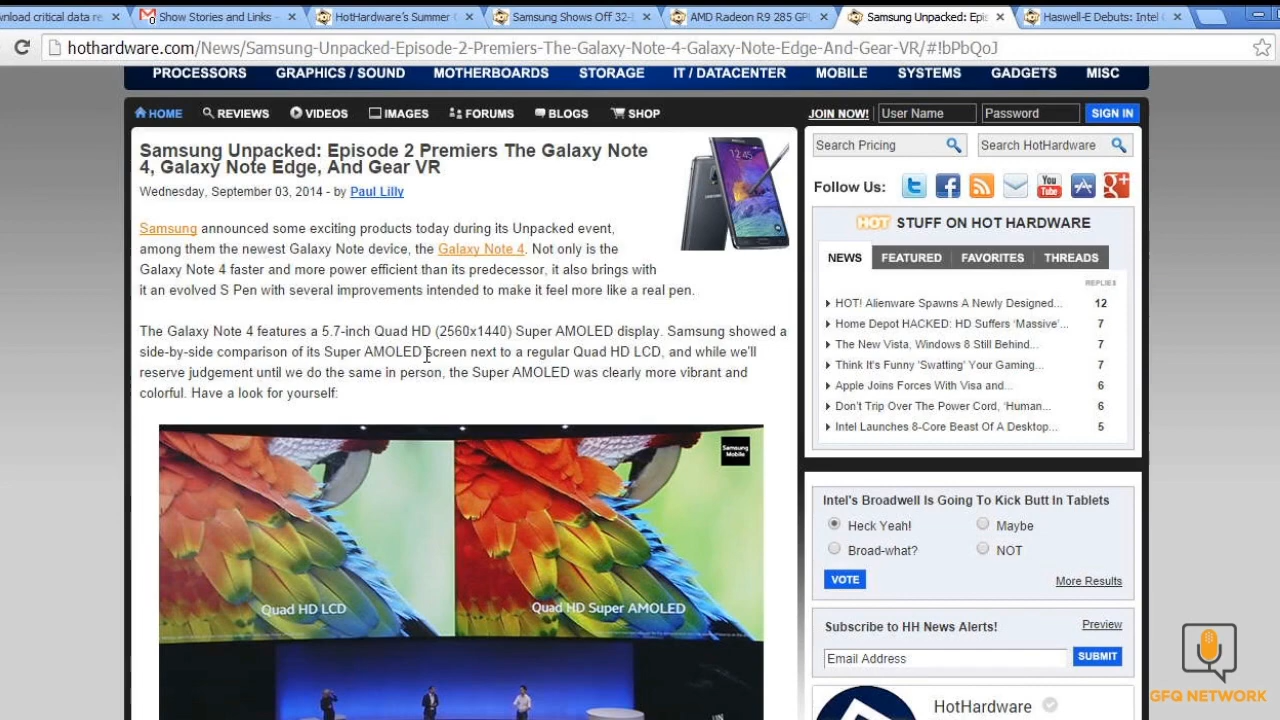 wnload critical data re
Show Stories and Links -
HotHardware's Summer
Samsung Shows Off 32-
AMD Radeon R9 285 GPU
Samsung Unpacked: Epis
Haswell-E Debuts: Intel
hothardware.com/News/Samsung-Unpacked-Episode-2-Premiers-The-Galaxy-Note-4-Galaxy-Note-Edge-And-Gear-VR/#!bPbQoJ
PROCESSORS GRAPHICS / SOUND MOTHERBOARDS STORAGE IT / DATACENTER MOBILE SYSTEMS GADGETS MISC
HOME REVIEWS VIDEOS IMAGES FORUMS BLOGS SHOP
JOIN NOW! User Name Password SIGN IN
Samsung Unpacked: Episode 2 Premiers The Galaxy Note
4, Galaxy Note Edge, And Gear VR
Wednesday, September 03, 2014 - by Paul Lilly
12:45
Samsung announced some exciting products today during its Unpacked event,
among them the newest Galaxy Note device, the Galaxy Note 4. Not only is the
Galaxy Note 4 faster and more power efficient than its predecessor, it also brings with
it an evolved S Pen with several improvements intended to make it feel more like a real pen.
The Galaxy Note 4 features a 5.7-inch Quad HD (2560x1440) Super AMOLED display. Samsung showed a
side-by-side comparison of its Super AMOLED screen next to a regular Quad HD LCD, and while we'll
reserve judgement until we do the same in person, the Super AMOLED was clearly more vibrant and
colorful. Have a look for yourself:
Samsung
Mobile
Quad HD LCD
Quad HD Super AMOLED
Search Pricing
Search HotHardware
Follow Us:
You
Tube
HOT STUFF ON HOT HARDWARE
NEWS FEATURED FAVORITES THREADS
REPLIES
HOT! Alienware Spawns A Newly Designed... 12
Home Depot HACKED: HD Suffers 'Massive'... 7
The New Vista, Windows 8 Still Behind... 7
Think It's Funny 'Swatting' Your Gaming... 7
Apple Joins Forces With Visa and... 6
Don't Trip Over The Power Cord, 'Human... 6
Intel Launches 8-Core Beast Of A Desktop... 5
Intel's Broadwell Is Going To Kick Butt In Tablets
Heck Yeah! Maybe
Broad-what? NOT
VOTE More Results
Subscribe to HH News Alerts! Preview
Email Address SUBMIT
HotHardware
GFQ NETWORK